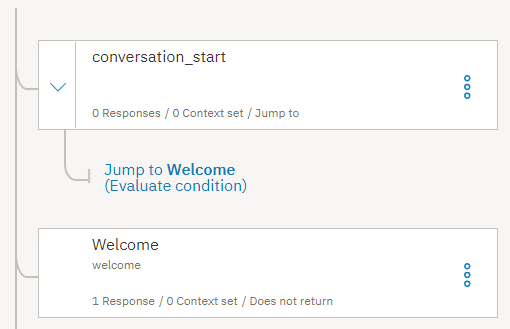 conversation_start
0 Responses / 0 Context set / Jump to
Jump to Welcome
(Evaluate condition)
Welcome
welcome
1 Response / 0 Context set / Does not return